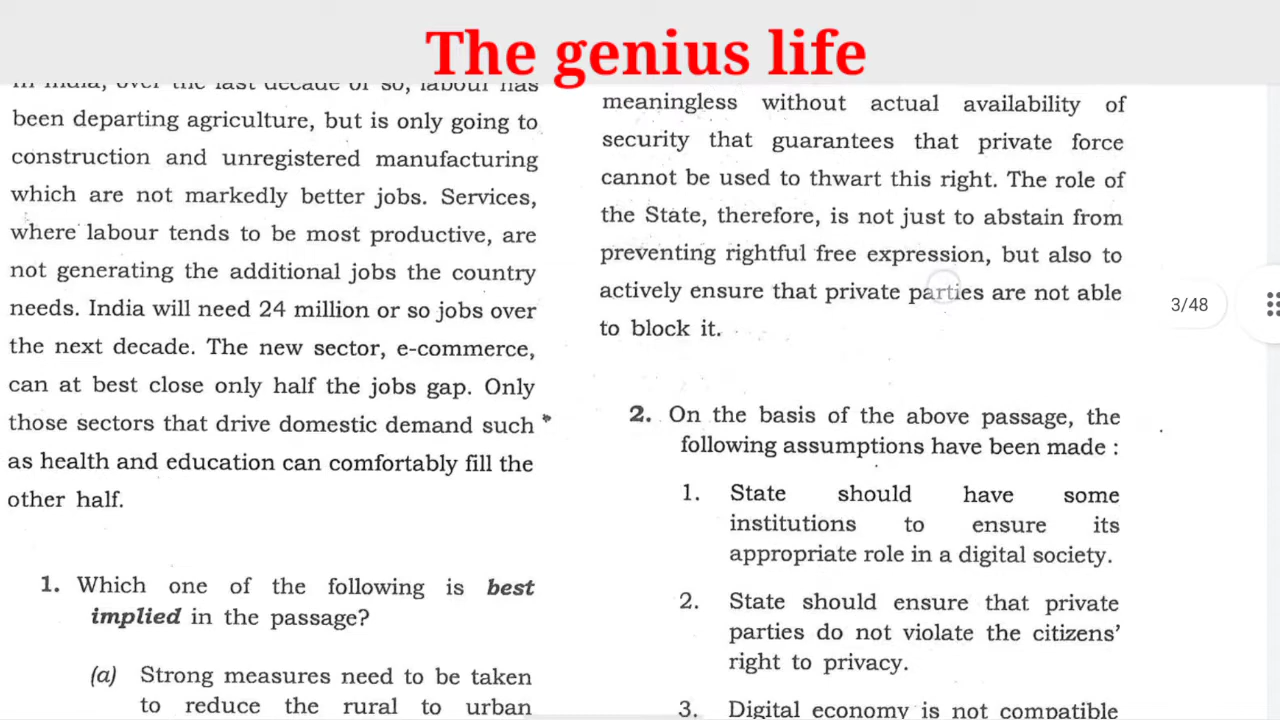 The genius life
In India, over the last decade or so, labour has
been departing agriculture, but is only going to
construction and unregistered manufacturing
which are not markedly better jobs. Services,
where labour tends to be most productive, are
not generating the additional jobs the country
needs. India will need 24 million or so jobs over
the next decade. The new sector, e-commerce,
can at best close only half the jobs gap. Only
those sectors that drive domestic demand such
as health and education can comfortably fill the
other half.
1. Which one of the following is best
implied in the passage?
(a) Strong measures need to be taken
to reduce the rural to urban
meaningless without actual availability of
security that guarantees that private force
cannot be used to thwart this right. The role of
the State, therefore, is not just to abstain from
preventing rightful free expression, but also to
actively ensure that private parties are not able
to block it.
2. On the basis of the above passage, the
following assumptions have been made :
1. State should have some
institutions to ensure its
appropriate role in a digital society.
2. State should ensure that private
parties do not violate the citizens'
right to privacy.
3. Digital economy is not compatible
3/48